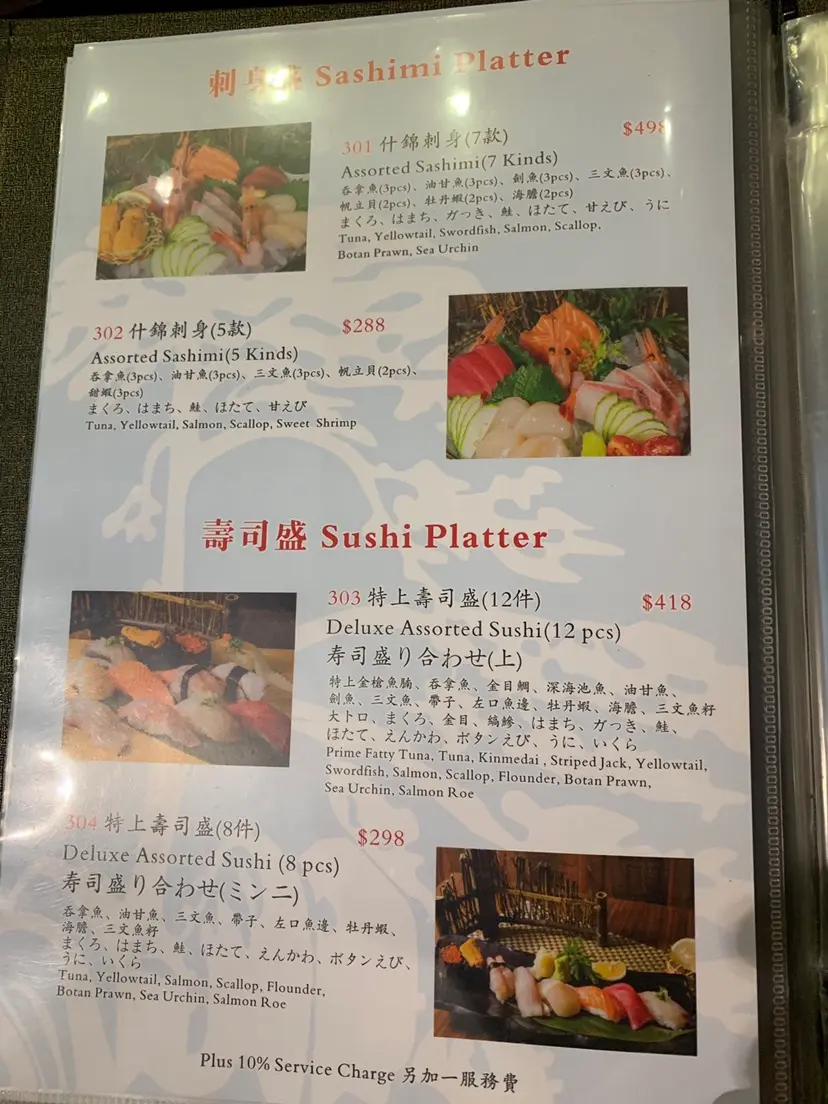 刺身盛 Sashimi Platter
301 什錦刺身(7款) $498
Assorted Sashimi(7 Kinds)
吞拿魚(3pcs)、油甘魚(3pcs)、劍魚(3pcs)、三文魚(3pcs)、
帆立貝(2pcs)、牡丹蝦(2pcs)、海膽(2pcs)
まくろ、はまち、ガっき、鮭、ほたて、甘えび、うに
Tuna, Yellowtail, Swordfish, Salmon, Scallop,
Botan Prawn, Sea Urchin
302 什錦刺身(5款) $288
Assorted Sashimi(5 Kinds)
吞拿魚(3pcs)、油甘魚(3pcs)、三文魚(3pcs)、帆立貝(2pcs)、
甜蝦(3pcs)
まくろ、はまち、鮭、ほたて、甘えび
Tuna, Yellowtail, Salmon, Scallop, Sweet Shrimp
壽司盛 Sushi Platter
303 特上壽司盛(12件) $418
Deluxe Assorted Sushi(12 pcs)
寿司盛り合わせ(上)
特上金槍魚腩、吞拿魚、金目鯛、深海池魚、油甘魚、
劍魚、三文魚、帶子、左口魚邊、牡丹蝦、海膽、三文魚籽
大トロ、まくろ、金目、縞鯵、はまち、ガっき、鮭、
ほたて、えんかわ、ボタンえび、うに、いくら
Prime Fatty Tuna, Tuna, Kinmedai , Striped Jack, Yellowtail,
Swordfish, Salmon, Scallop, Flounder, Botan Prawn,
Sea Urchin, Salmon Roe
304 特上壽司盛(8件) $298
Deluxe Assorted Sushi (8 pcs)
寿司盛り合わせ(ミン二)
吞拿魚、油甘魚、三文魚、帶子、左口魚邊、牡丹蝦、
海膽、三文魚籽
まくろ、はまち、鮭、ほたて、えんかわ、ボタンえび、
うに、いくら
Tuna, Yellowtail, Salmon, Scallop, Flounder,
Botan Prawn, Sea Urchin, Salmon Roe
Plus 10% Service Charge 另加一服務費